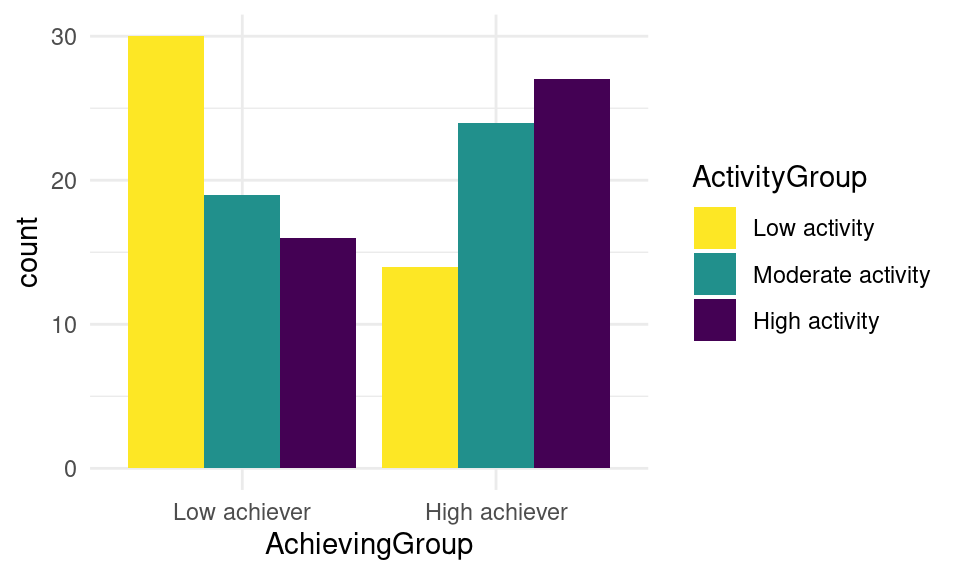 30
20
10
0
count
Low achiever
High achiever
AchievingGroup
ActivityGroup
Low activity
Moderate activity
High activity